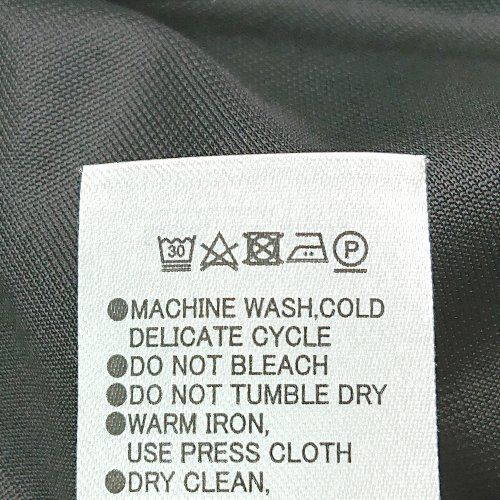 30 P
●MACHINE WASH,COLD
DELICATE CYCLE
●DO NOT BLEACH
●DO NOT TUMBLE DRY
●WARM IRON,
USE PRESS CLOTH
●DRY CLEAN,